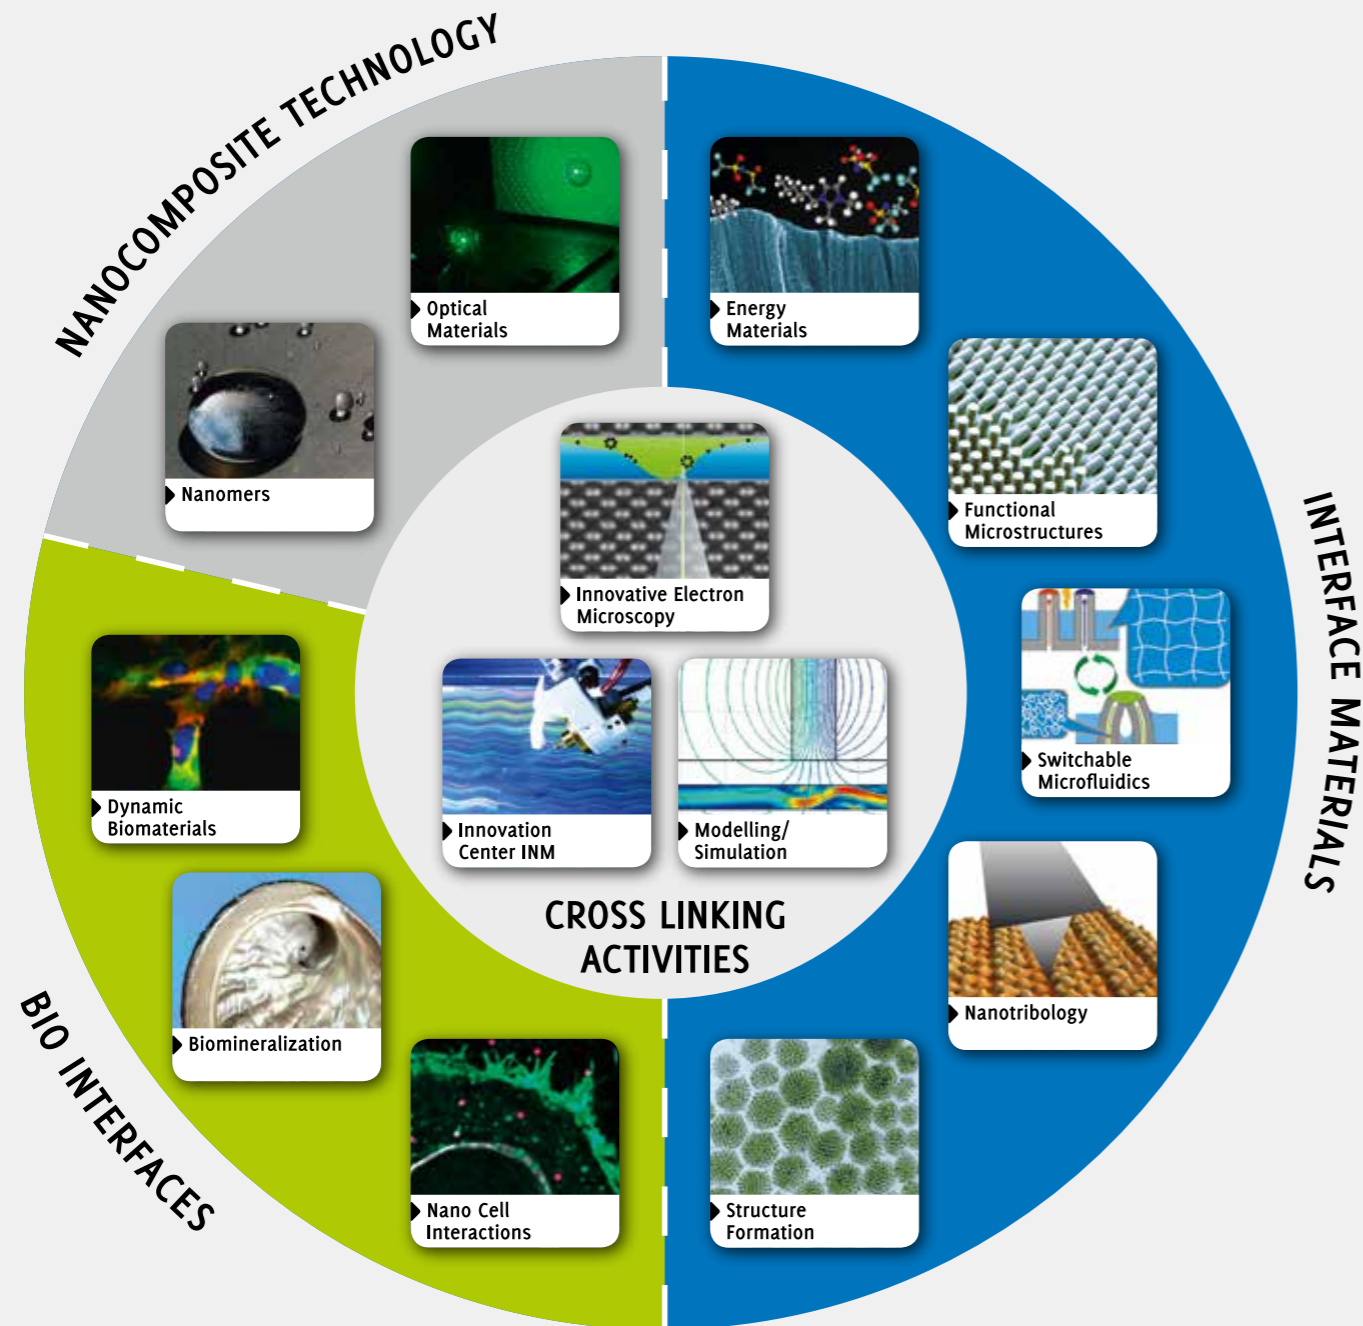 NANOCOMPOSITE TECHNOLOGY
Optical
Materials
Nanomers
Energy
Materials
Functional
Microstructures
Switchable
Microfluidics
Nanotribology
Structure
Formation
INTERFACE MATERIALS
Innovative Electron
Microscopy
Innovation
Center INM
Modelling/
Simulation
CROSS LINKING
ACTIVITIES
Dynamic
Biomaterials
Biomineralization
Nano Cell
Interactions
BIO INTERFACES